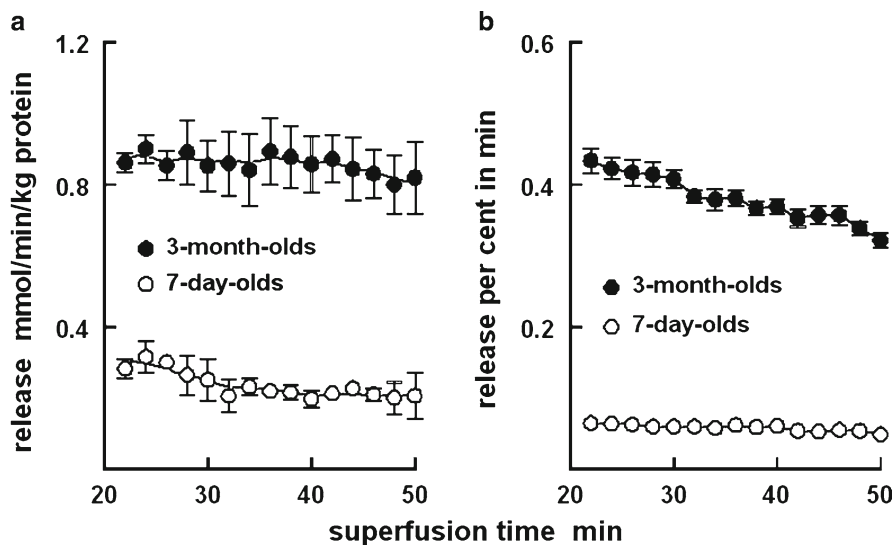 a
release mmol/min/kg protein
1.2
0.8
0.4
3-month-olds
7-day-olds
20 30 40 50
b
release per cent in min
0.6
0.4
0.2
3-month-olds
7-day-olds
20 30 40 50
superfusion time min